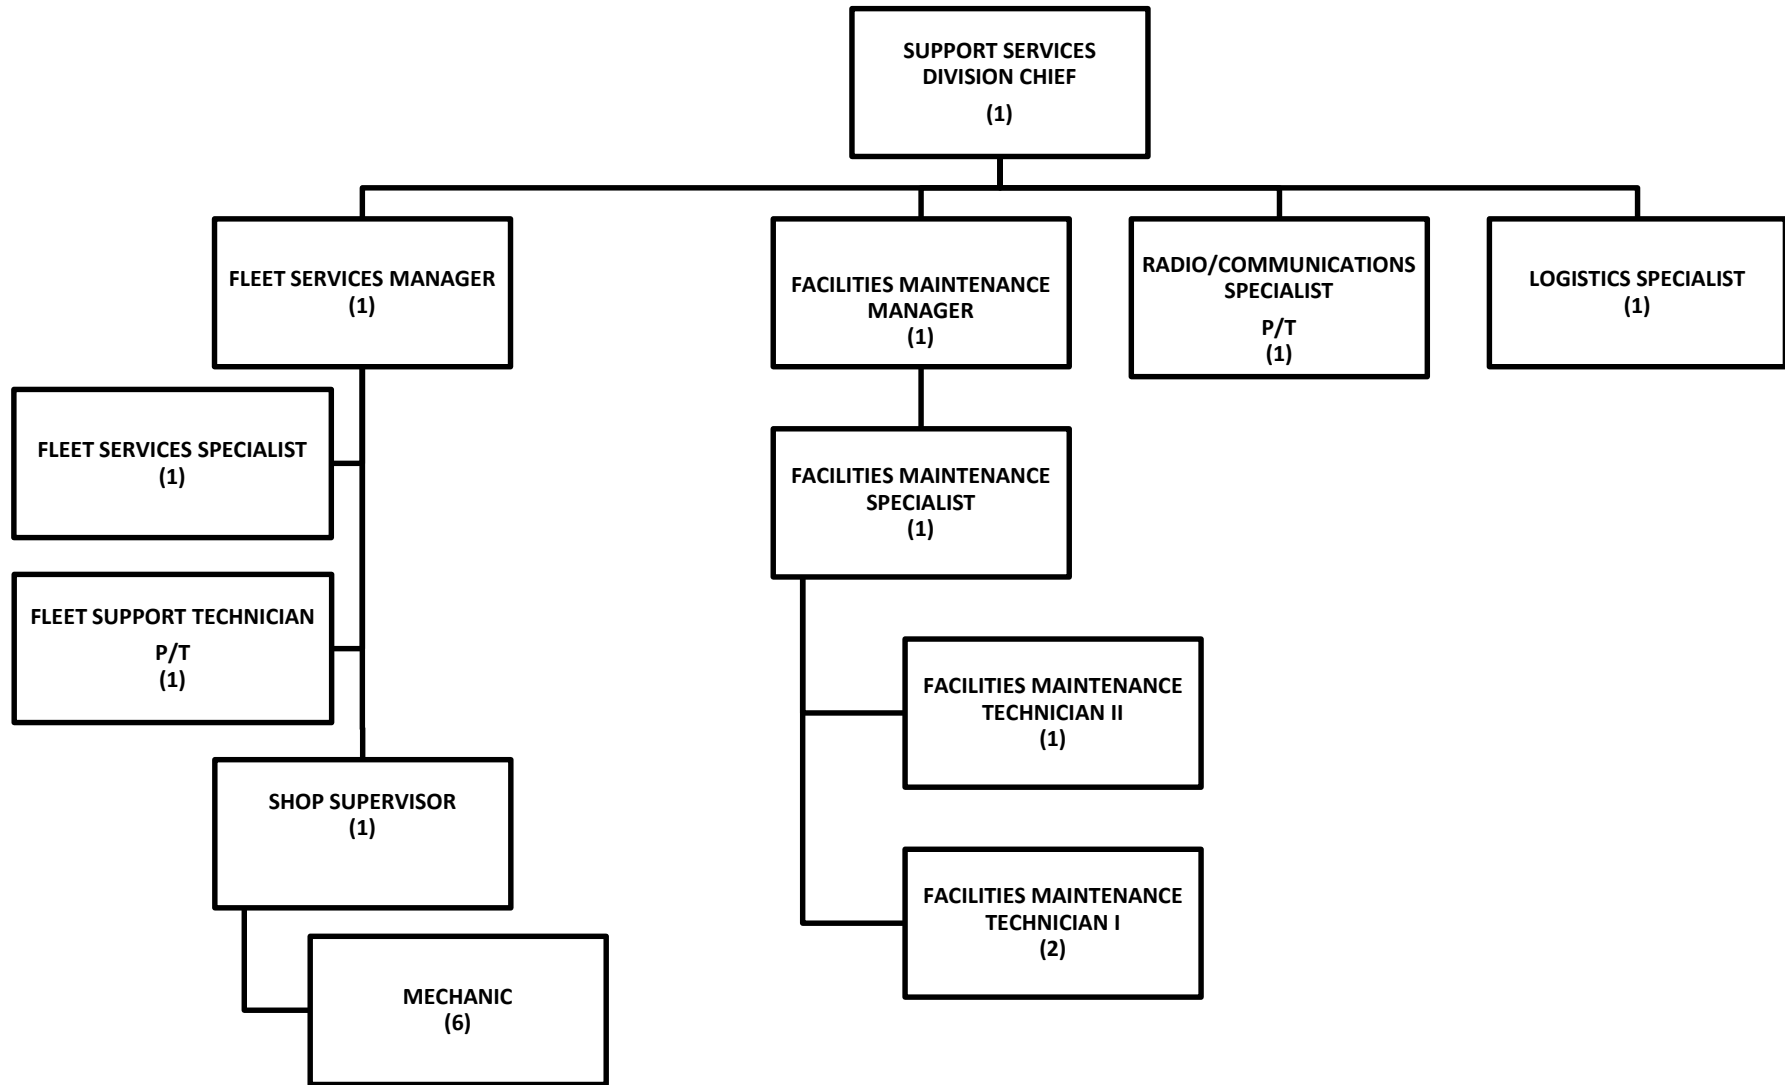 SUPPORT SERVICES
DIVISION CHIEF
(1)
FLEET SERVICES MANAGER
(1)
FACILITIES MAINTENANCE
MANAGER
(1)
RADIO/COMMUNICATIONS
SPECIALIST
P/T
(1)
LOGISTICS SPECIALIST
(1)
FLEET SERVICES SPECIALIST
(1)
FLEET SUPPORT TECHNICIAN
P/T
(1)
SHOP SUPERVISOR
(1)
MECHANIC
(6)
FACILITIES MAINTENANCE
SPECIALIST
(1)
FACILITIES MAINTENANCE
TECHNICIAN II
(1)
FACILITIES MAINTENANCE
TECHNICIAN I
(2)